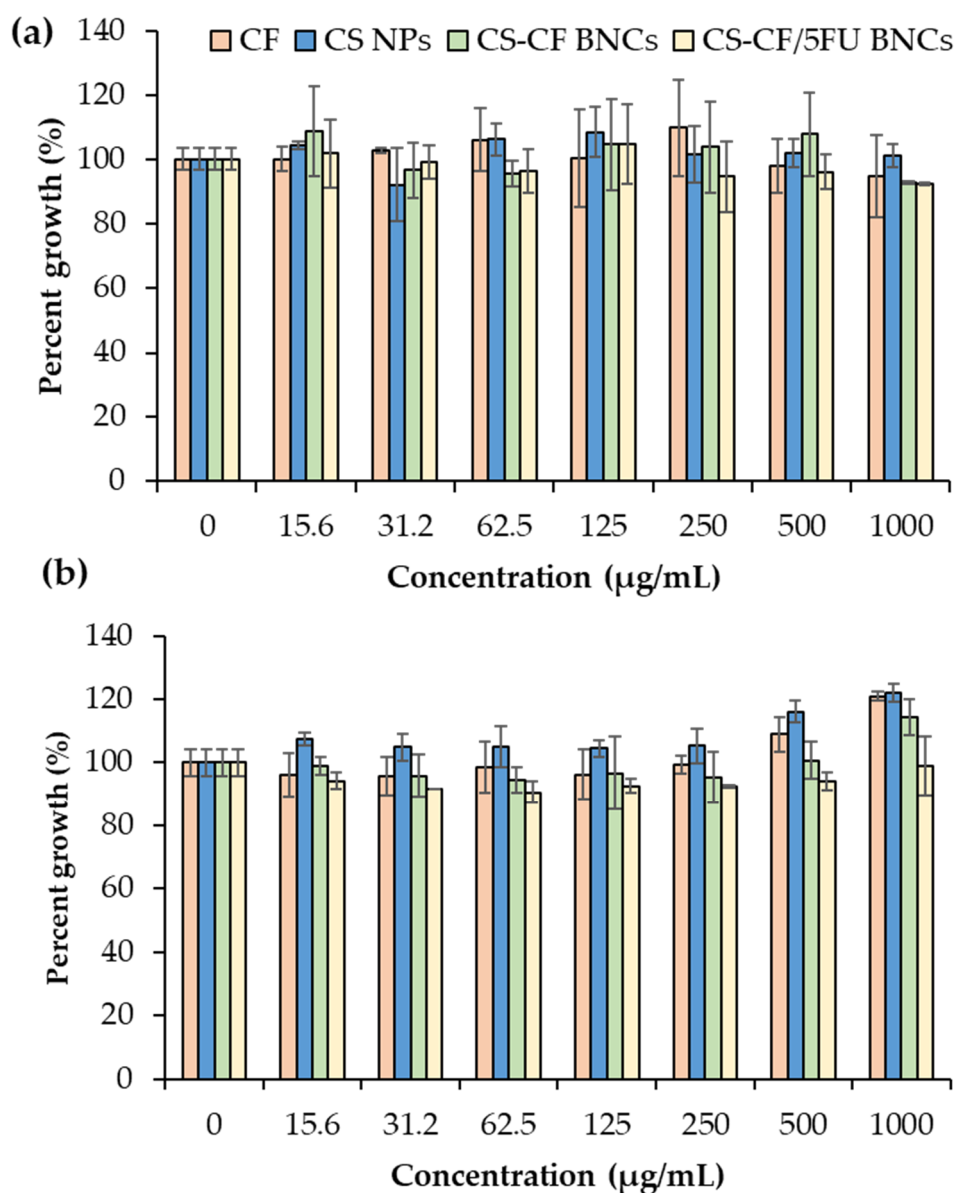 (a)
CF CS NPs CS-CF BNCs CS-CF/5FU BNCs
Percent growth (%)
140
120
100
80
60
40
20
0
0 15.6 31.2 62.5 125 250 500 1000
Concentration (µg/mL)
(b)
Percent growth (%)
140
120
100
80
60
40
20
0
0 15.6 31.2 62.5 125 250 500 1000
Concentration (µg/mL)